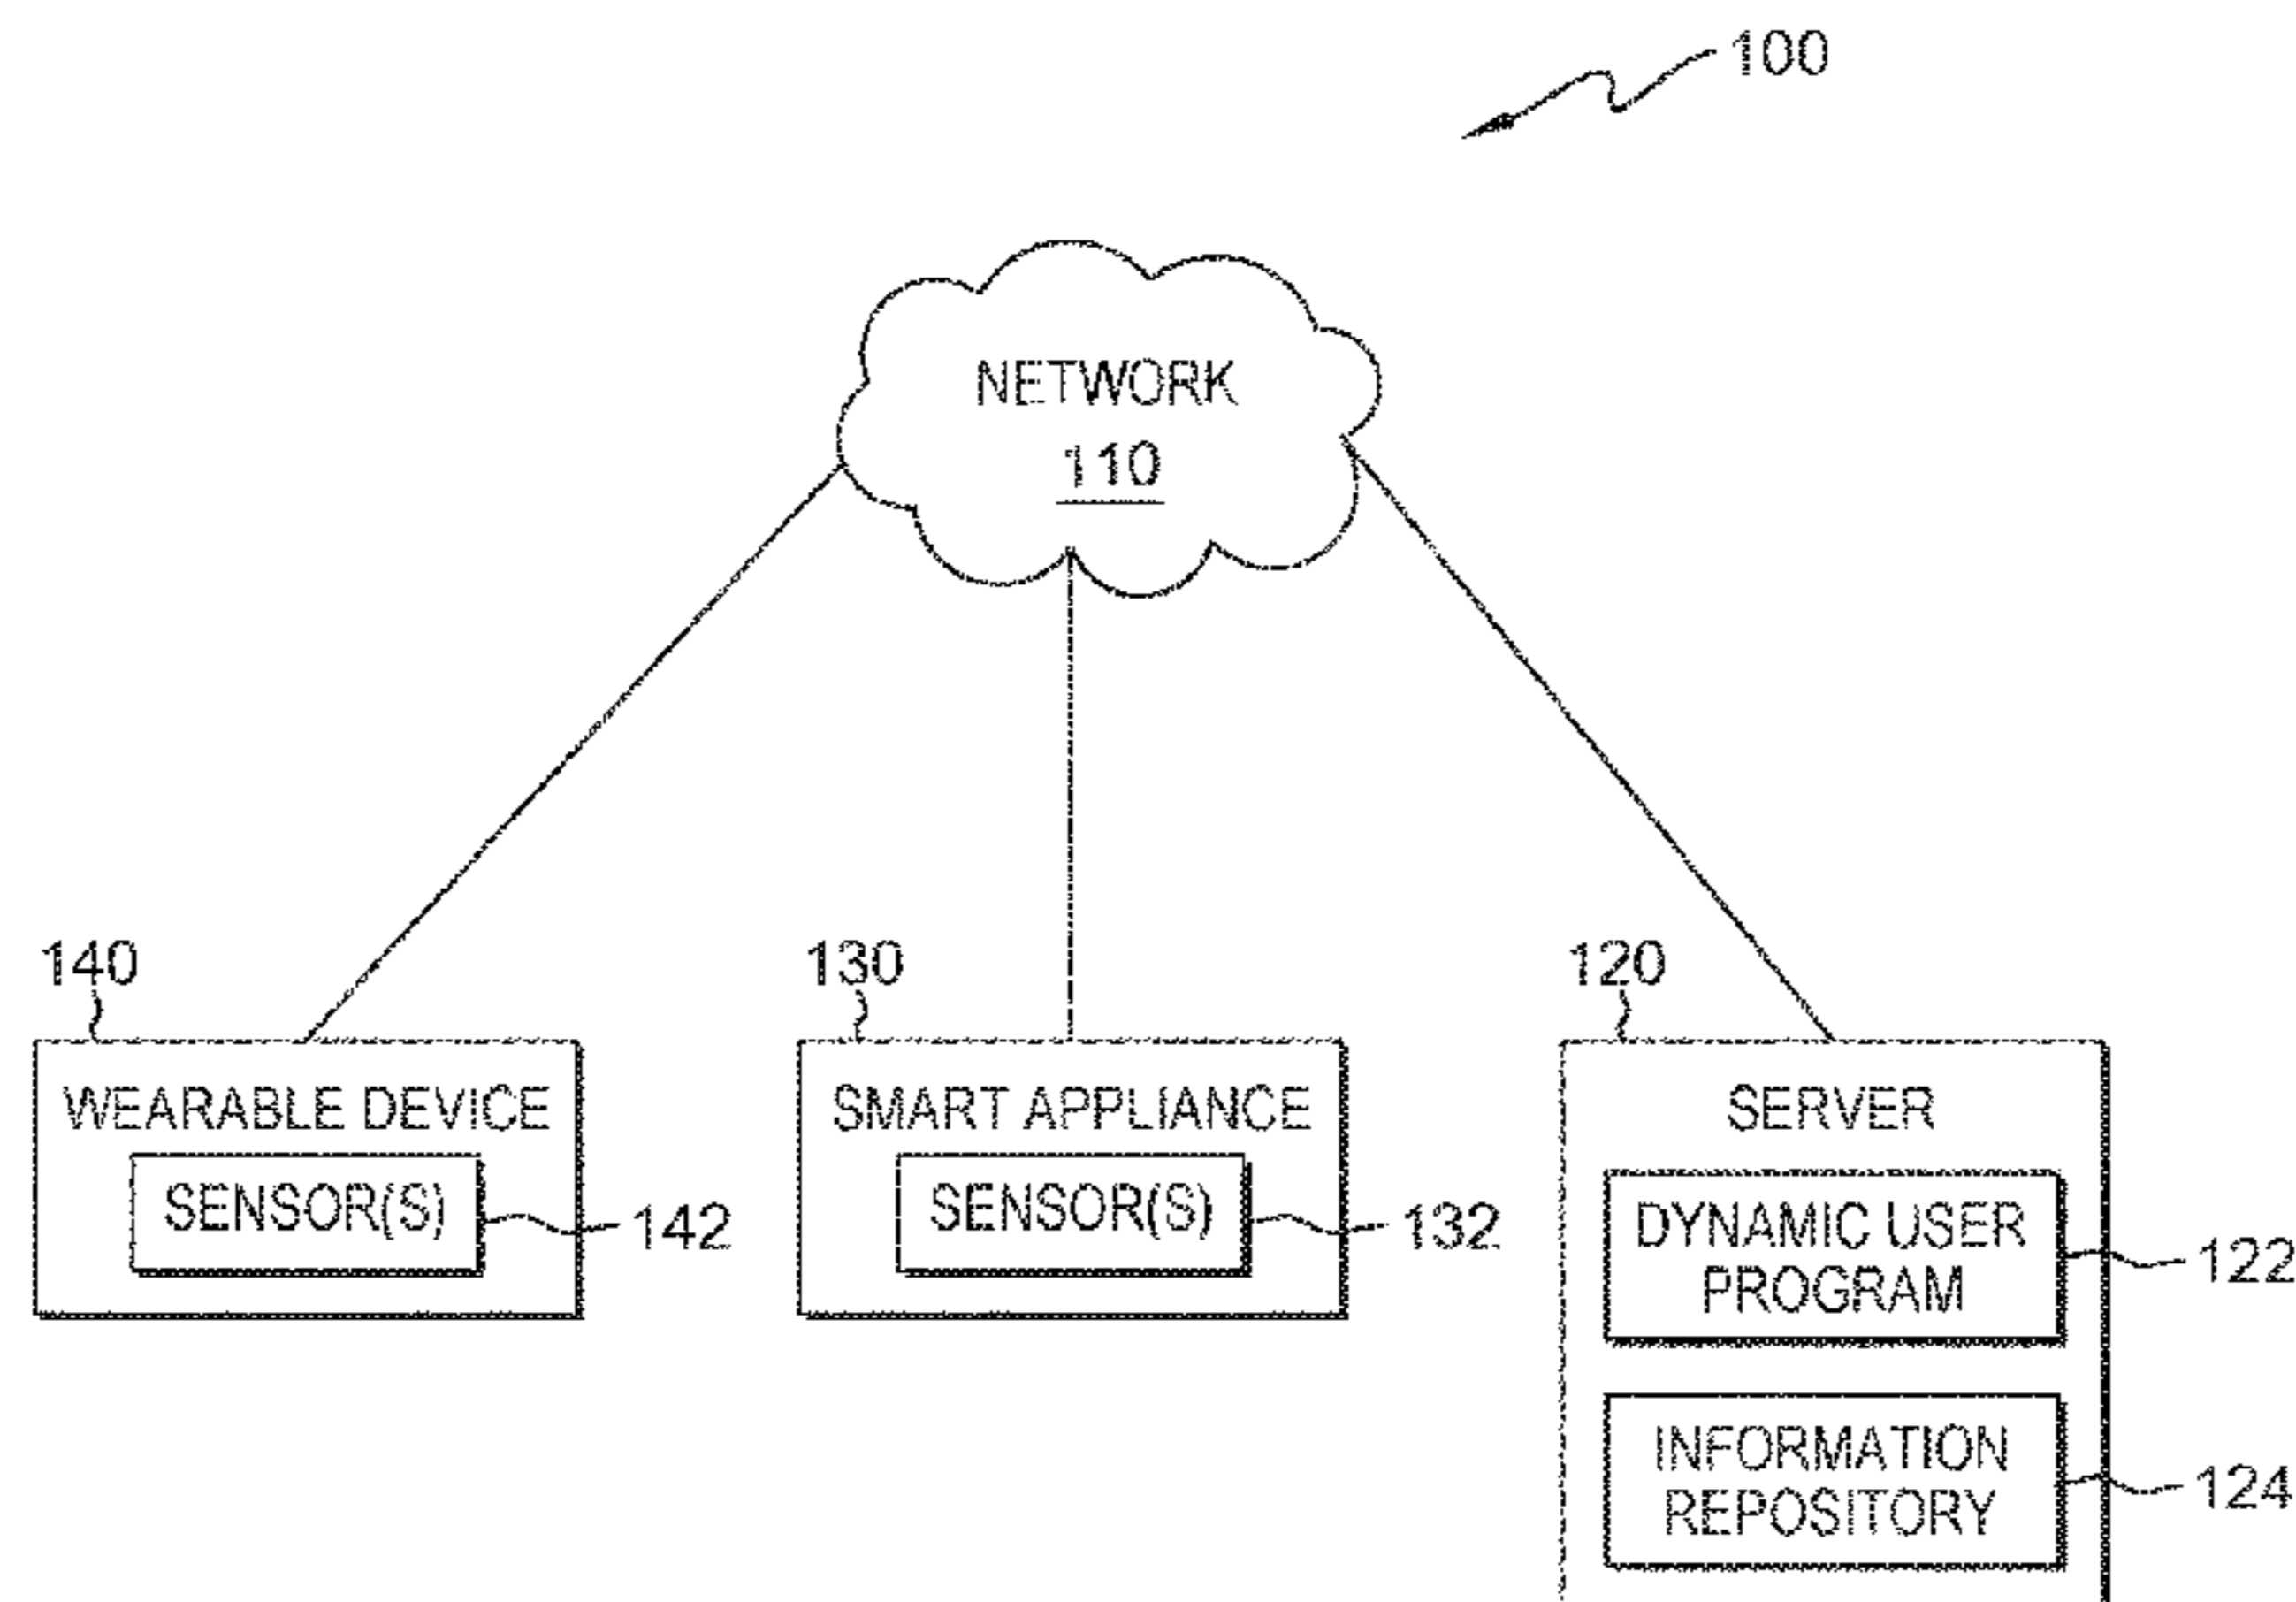 100
NETWORK
110
140
130
120
WEARABLE DEVICE
SMART APPLIANCE
SERVER
SENSOR(S)
142
SENSOR(S)
132
DYNAMIC USER
PROGRAM
122
INFORMATION
REPOSITORY
124